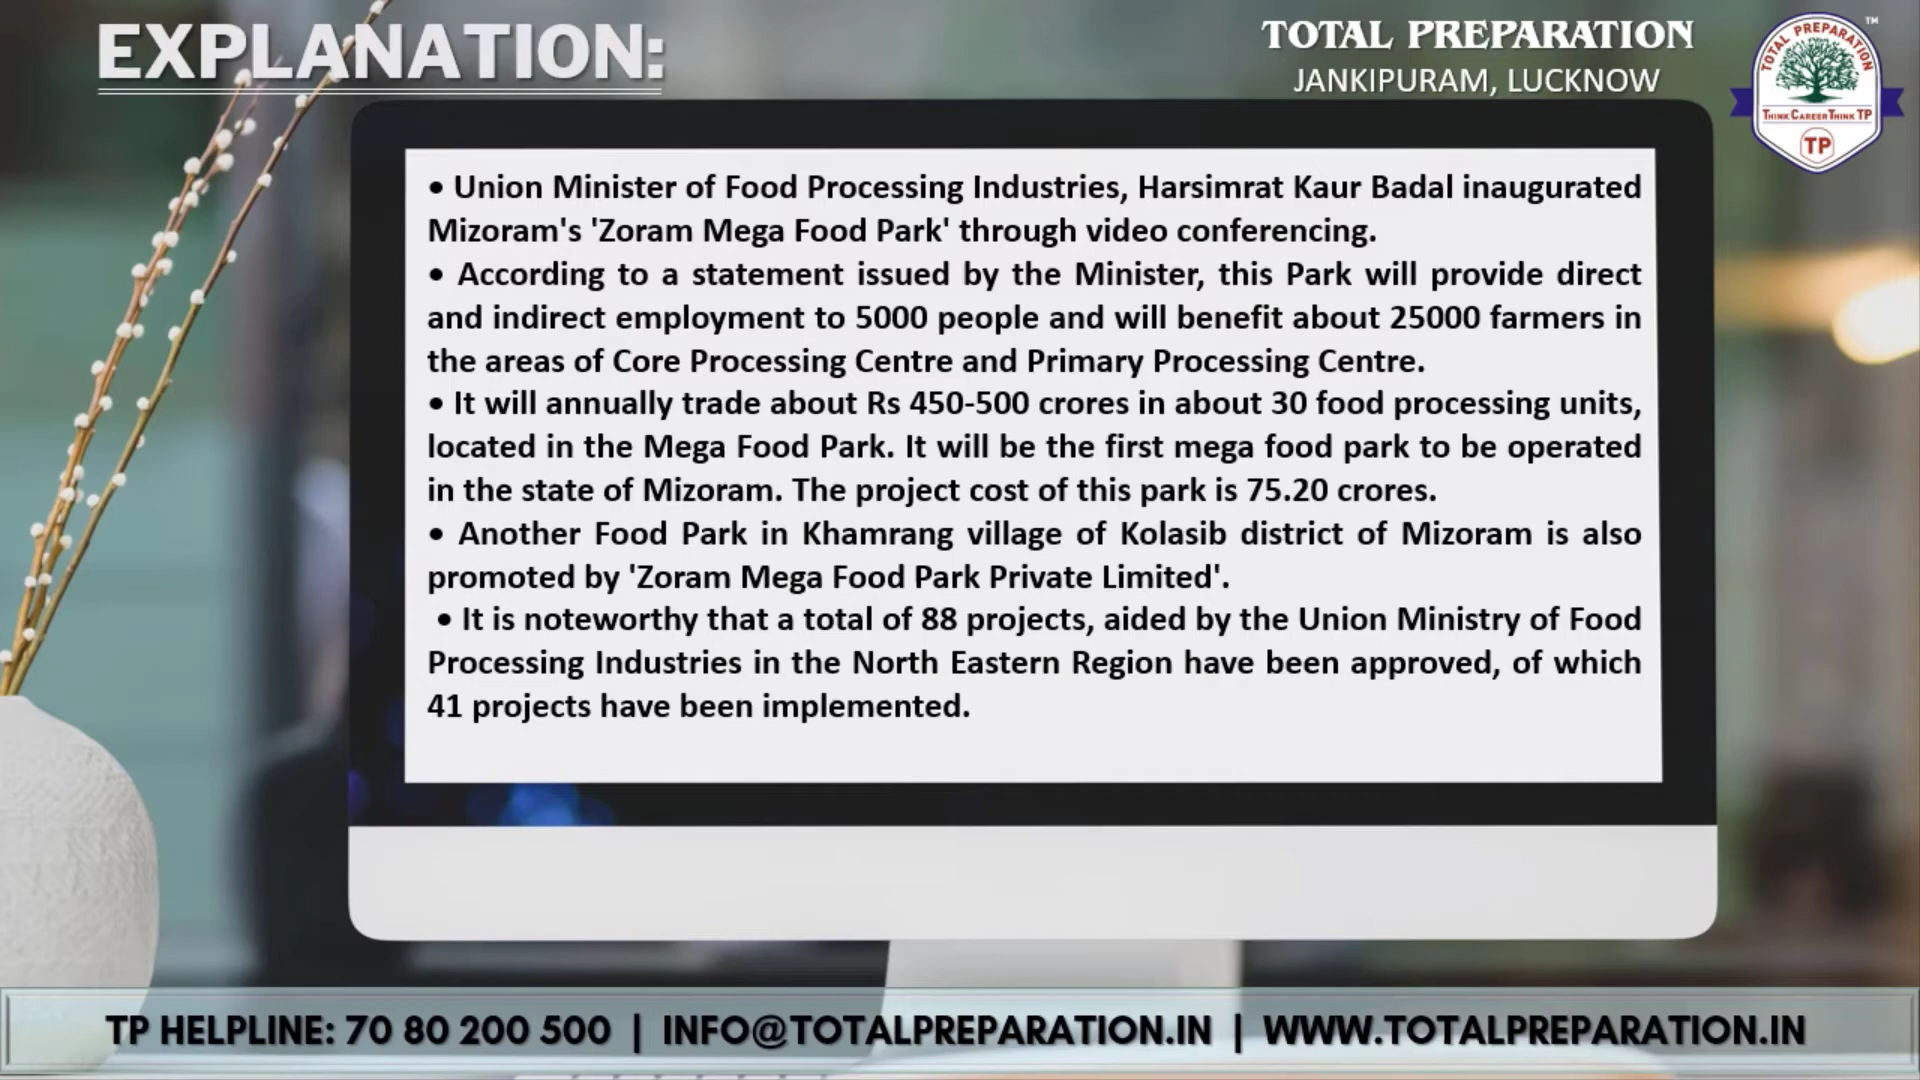 EXPLANATION:
TOTAL PREPARATION
JANKIPURAM, LUCKNOW
TM
TOTAL PREPARATION
THINK CAREER THINK TP
TP
• Union Minister of Food Processing Industries, Harsimrat Kaur Badal inaugurated
Mizoram's 'Zoram Mega Food Park' through video conferencing.
• According to a statement issued by the Minister, this Park will provide direct
and indirect employment to 5000 people and will benefit about 25000 farmers in
the areas of Core Processing Centre and Primary Processing Centre.
• It will annually trade about Rs 450-500 crores in about 30 food processing units,
located in the Mega Food Park. It will be the first mega food park to be operated
in the state of Mizoram. The project cost of this park is 75.20 crores.
• Another Food Park in Khamrang village of Kolasib district of Mizoram is also
promoted by 'Zoram Mega Food Park Private Limited'.
• It is noteworthy that a total of 88 projects, aided by the Union Ministry of Food
Processing Industries in the North Eastern Region have been approved, of which
41 projects have been implemented.
TP HELPLINE: 70 80 200 500 | INFO@TOTALPREPARATION.IN | WWW.TOTALPREPARATION.IN